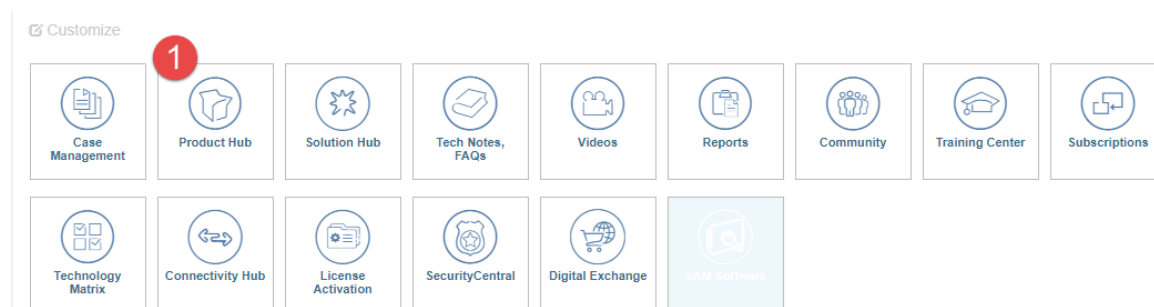 Customize
1
Case
Management
Product Hub
Solution Hub
Tech Notes,
FAQs
Videos
Reports
Community
Training Center
Subscriptions
Technology
Matrix
Connectivity Hub
License
Activation
SecurityCentral
Digital Exchange
SAM Software